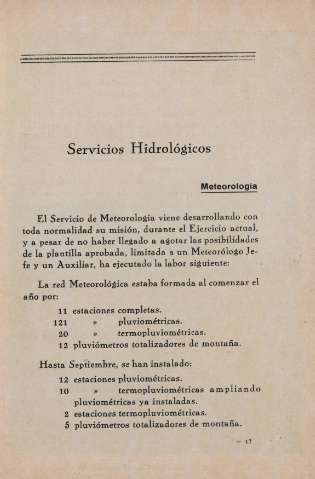 Servicios Hidrológicos
Meteorología
El Servicio de Meteorología viene desarrollando con
toda normalidad su misión, durante el Ejercicio actual,
y a pesar de no haber llegado a agotar las posibilidades
de la plantilla aprobada, limitada a un Meteorólogo Je-
fe y un Auxiliar, ha ejecutado la labor siguiente:
La red Meteorológica estaba formada al comenzar el
año por:
11 estaciones completas.
121 » pluviométricas.
20 » termopluviométricas.
12 pluviómetros totalizadores de montaña.
Hasta Septiembre, se han instalado:
12 estaciones pluviométricas.
10 » termopluviométricas ampliando
pluviométricas ya instaladas.
2 estaciones termopluviométricas.
5 pluviómetros totalizadores de montaña.
— 17